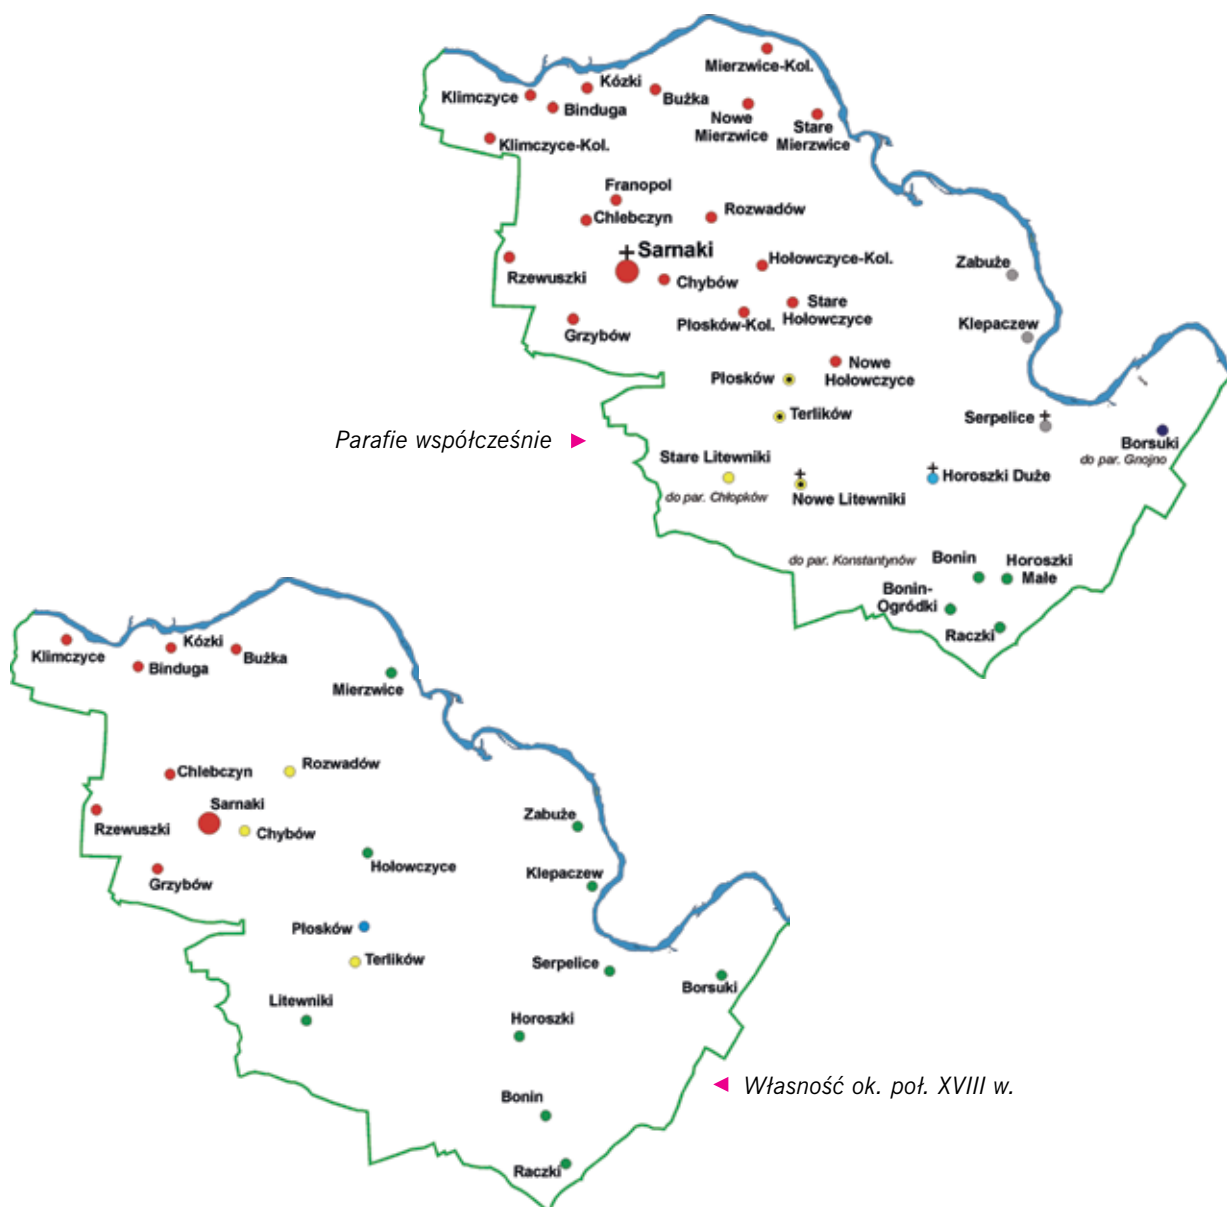 Mierzwice-Kol.
Kózki
Klimczyce
Bużka
Binduga
Nowe
Mierzwice
Stare
Mierzwice
Klimczyce-Kol.
Franopol
Chlebczyn
Rozwadów
Sarnaki
Hołowczyce-Kol.
Zabuże
Rzewuszki
Chybów
Stare
Hołowczyce
Płosków-Kol.
Klepaczew
Grzybów
Nowe
Hołowczyce
Płosków
Terlików
Serpelice
Borsuki
do par. Gnojno
Parafie współcześnie
Stare Litewniki
do par. Chłopków
Nowe Litewniki
Horoszki Duże
do par. Konstantynów
Bonin
Horoszki
Małe
Bonin-
Ogródki
Raczki
Klimczyce
Kózki
Binduga
Bużka
Mierzwice
Chlebczyn
Rozwadów
Sarnaki
Rzewuszki
Chybów
Zabuże
Hołowczyce
Klepaczew
Grzybów
Płosków
Terlików
Serpelice
Borsuki
Litewniki
Horoszki
Własność ok. poł. XVIII w.
Bonin
Raczki